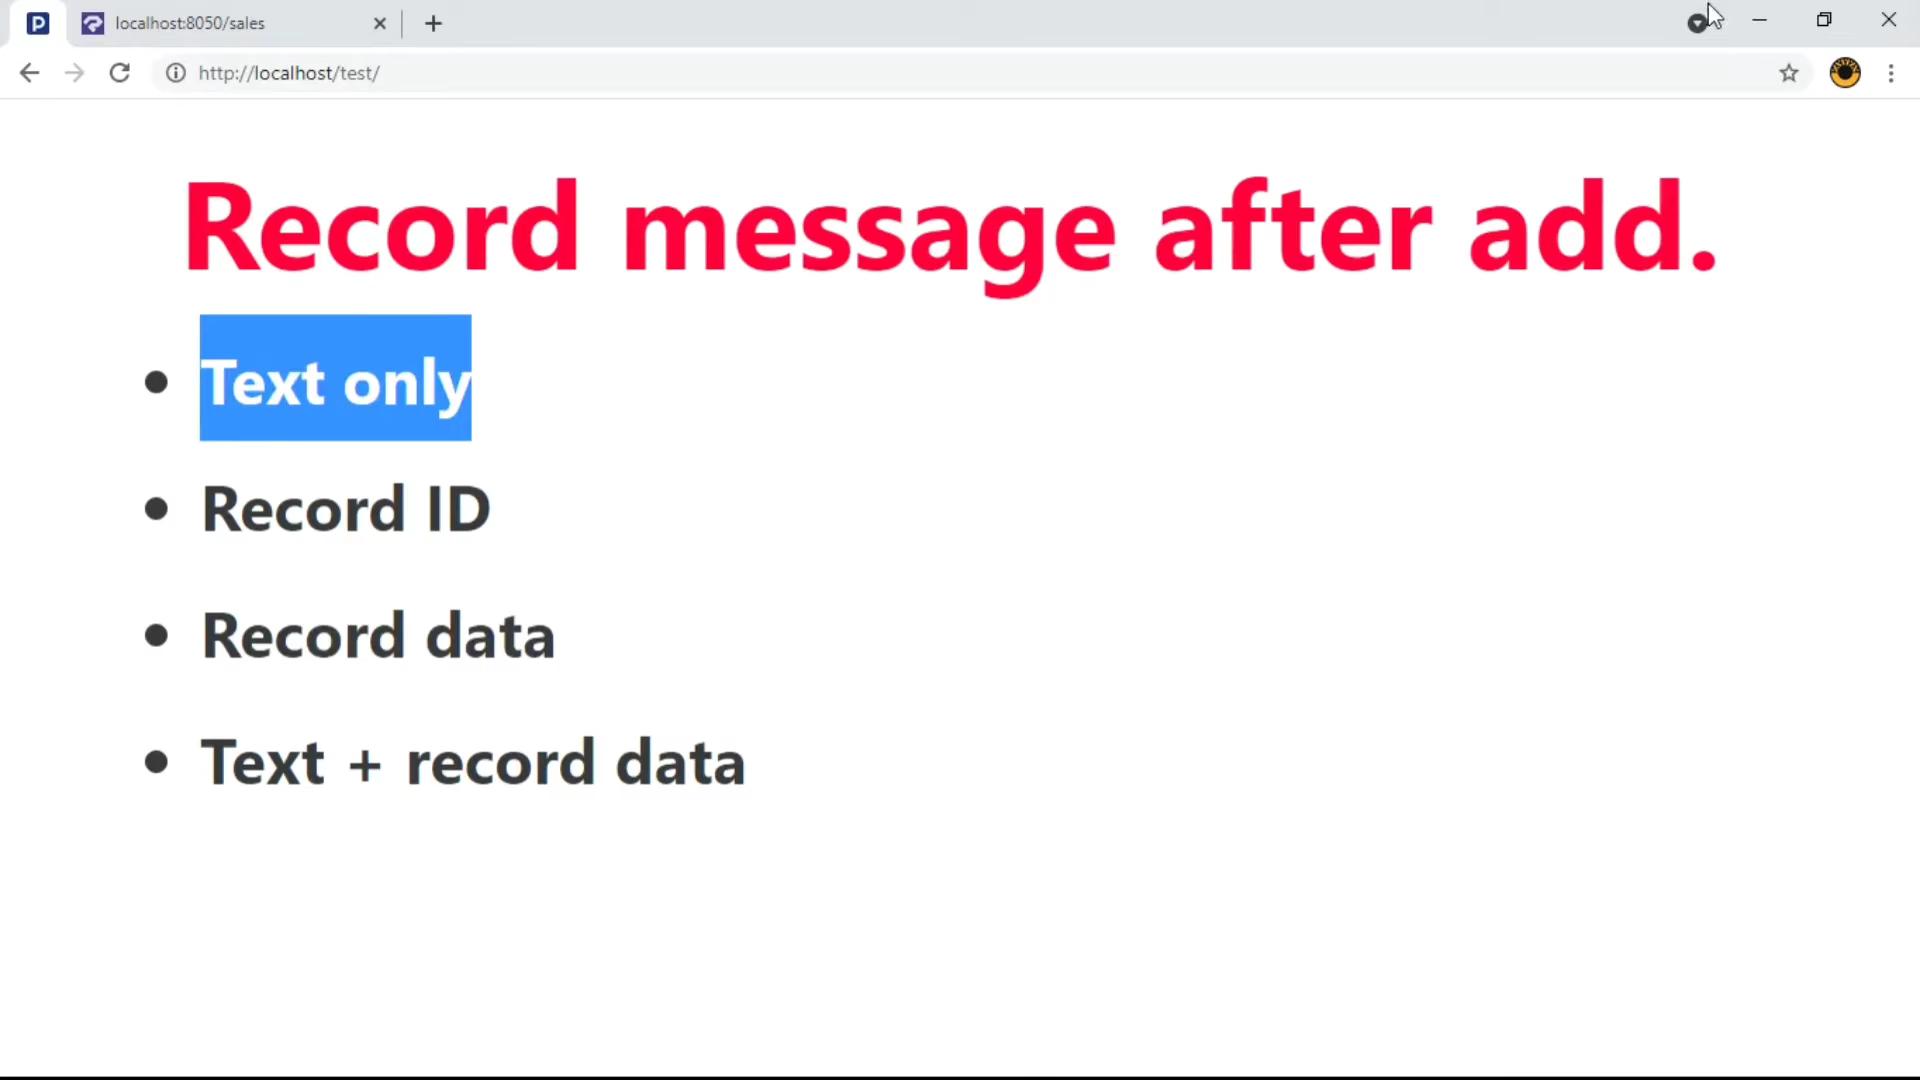 P
localhost:8050/sales
http://localhost/test/
Record message after add.
• Text only
• Record ID
• Record data
• Text + record data